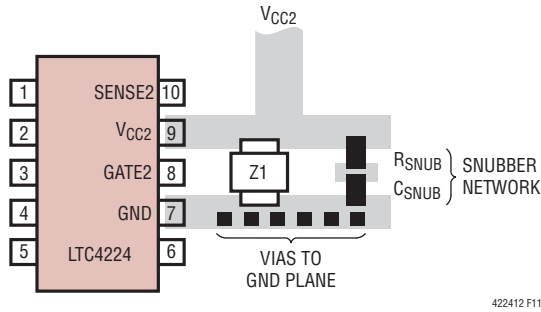 VCC2
1
SENSE2
10
2
VCC2
9
3
GATE2
8
4
GND
7
5
LTC4224
6
Z1
RSNUB
CSNUB
SNUBBER
NETWORK
VIAS TO
GND PLANE
422412 F11